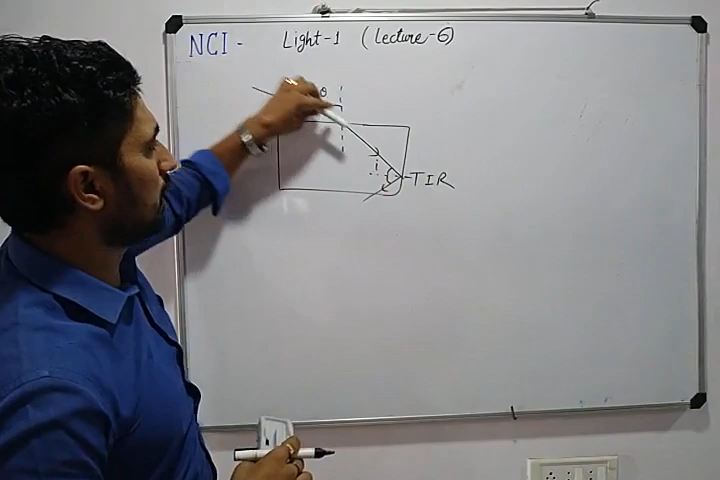 NCI - Light-1 (Lecture-6)
θ
i
TIR